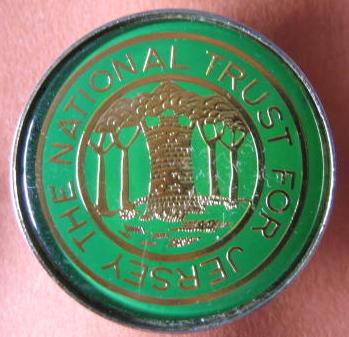 THE NATIONAL TRUST FOR JERSEY